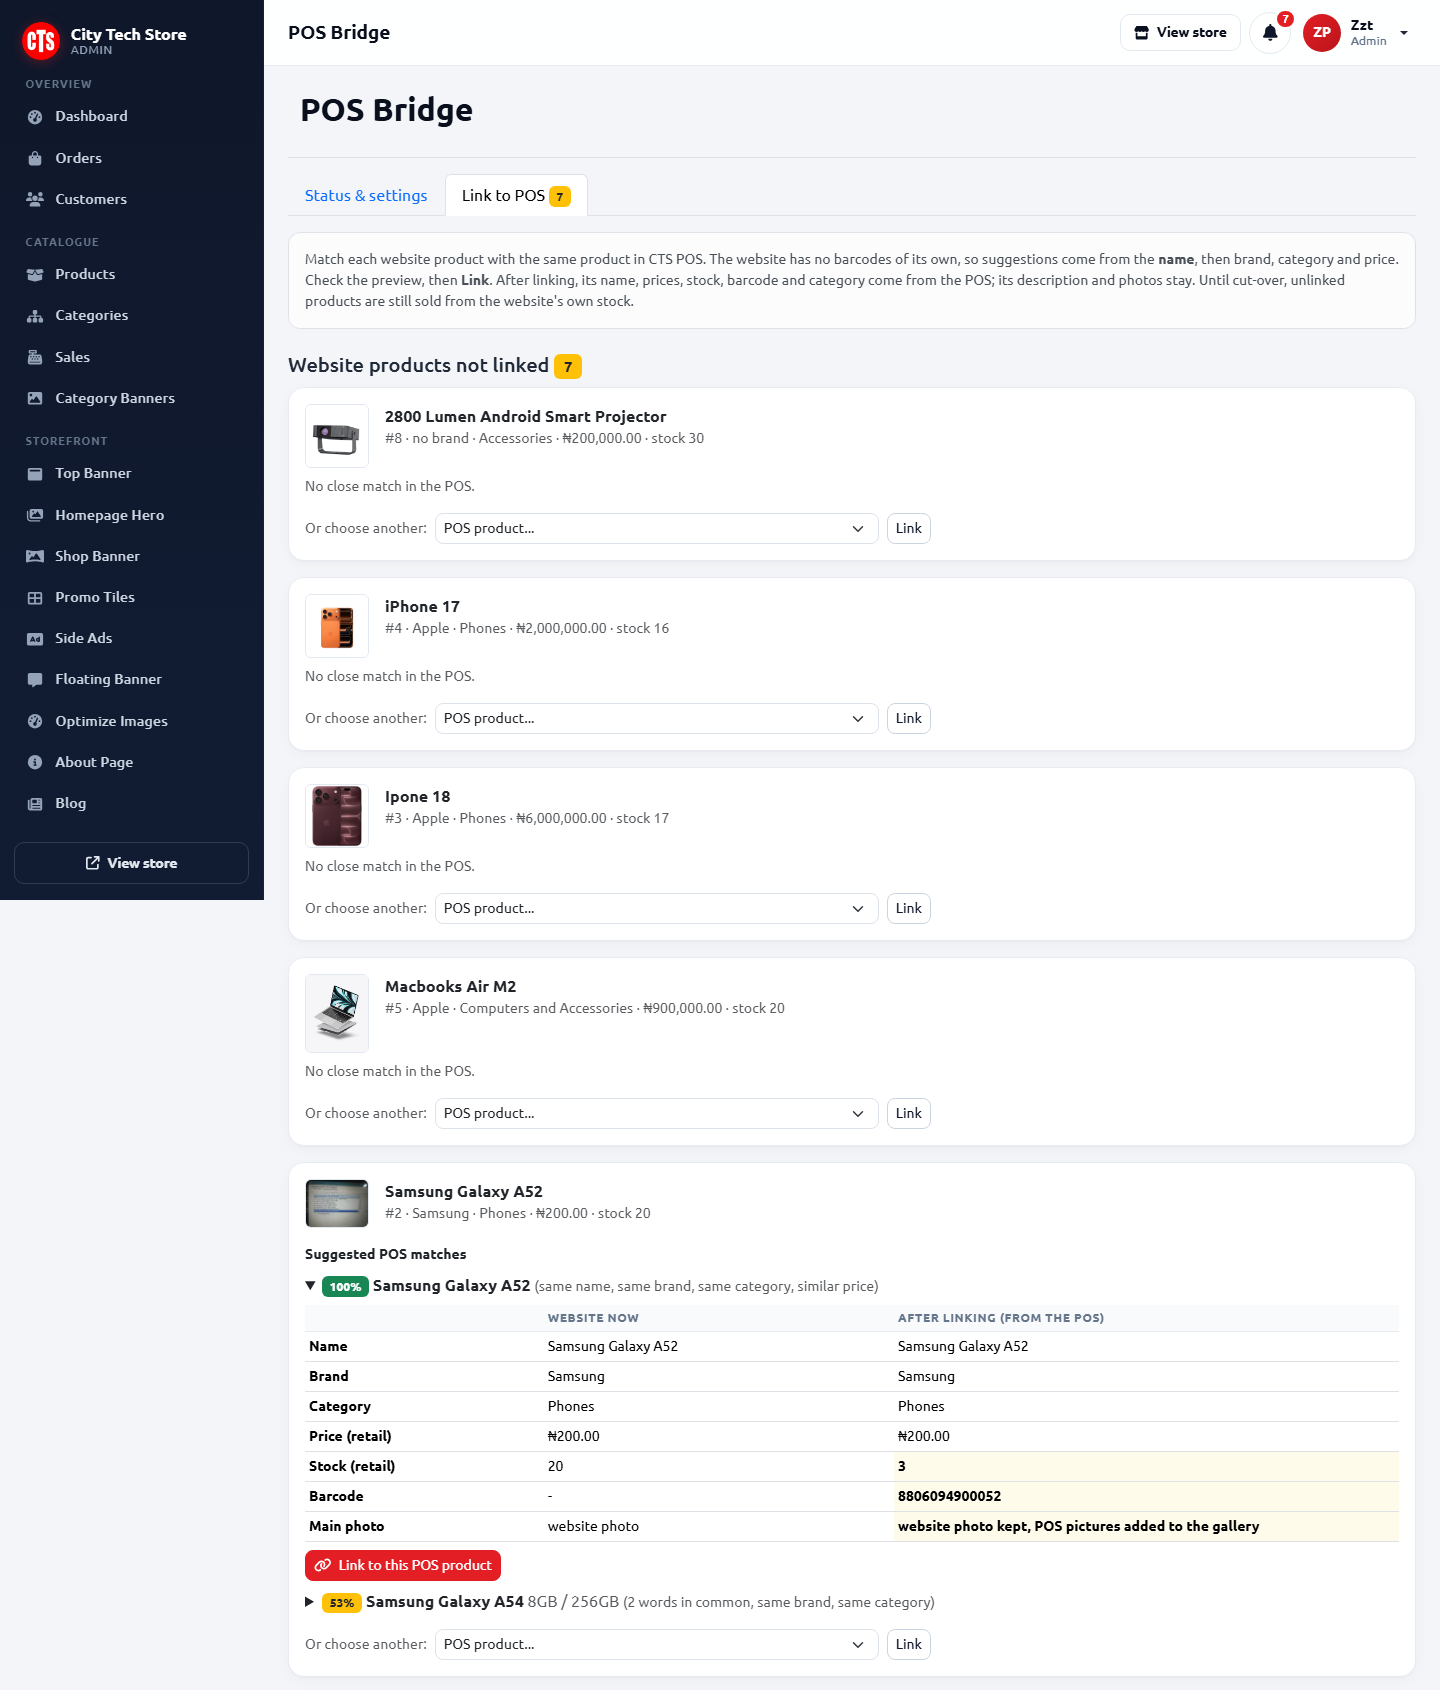 CTS
City Tech Store
ADMIN
OVERVIEW
Dashboard
Orders
Customers
CATALOGUE
Products
Categories
Sales
Category Banners
STOREFRONT
Top Banner
Homepage Hero
Shop Banner
Promo Tiles
Ad
Side Ads
Floating Banner
Optimize Images
About Page
Blog
View store
POS Bridge
View store
7
ZP
Zzt
Admin
POS Bridge
Status & settings
Link to POS 7
Match each website product with the same product in CTS POS. The website has no barcodes of its own, so suggestions come from the name, then brand, category and price.
Check the preview, then Link. After linking, its name, prices, stock, barcode and category come from the POS; its description and photos stay. Until cut-over, unlinked
products are still sold from the website's own stock.
Website products not linked 7
2800 Lumen Android Smart Projector
#8 · no brand · Accessories · ₦200,000.00 · stock 30
No close match in the POS.
Or choose another: POS product... Link
iPhone 17
#4 · Apple · Phones · ₦2,000,000.00 · stock 16
No close match in the POS.
Or choose another: POS product... Link
Ipone 18
#3 · Apple · Phones · ₦6,000,000.00 · stock 17
No close match in the POS.
Or choose another: POS product... Link
Macbooks Air M2
#5 · Apple · Computers and Accessories · ₦900,000.00 · stock 20
No close match in the POS.
Or choose another: POS product... Link
Samsung Galaxy A52
#2 · Samsung · Phones · ₦200.00 · stock 20
Suggested POS matches
100% Samsung Galaxy A52 (same name, same brand, same category, similar price)
WEBSITE NOW AFTER LINKING (FROM THE POS)
Name Samsung Galaxy A52 Samsung Galaxy A52
Brand Samsung Samsung
Category Phones Phones
Price (retail) ₦200.00 ₦200.00
Stock (retail) 20 3
Barcode - 8806094900052
Main photo website photo website photo kept, POS pictures added to the gallery
Link to this POS product
53% Samsung Galaxy A54 8GB / 256GB (2 words in common, same brand, same category)
Or choose another: POS product... Link